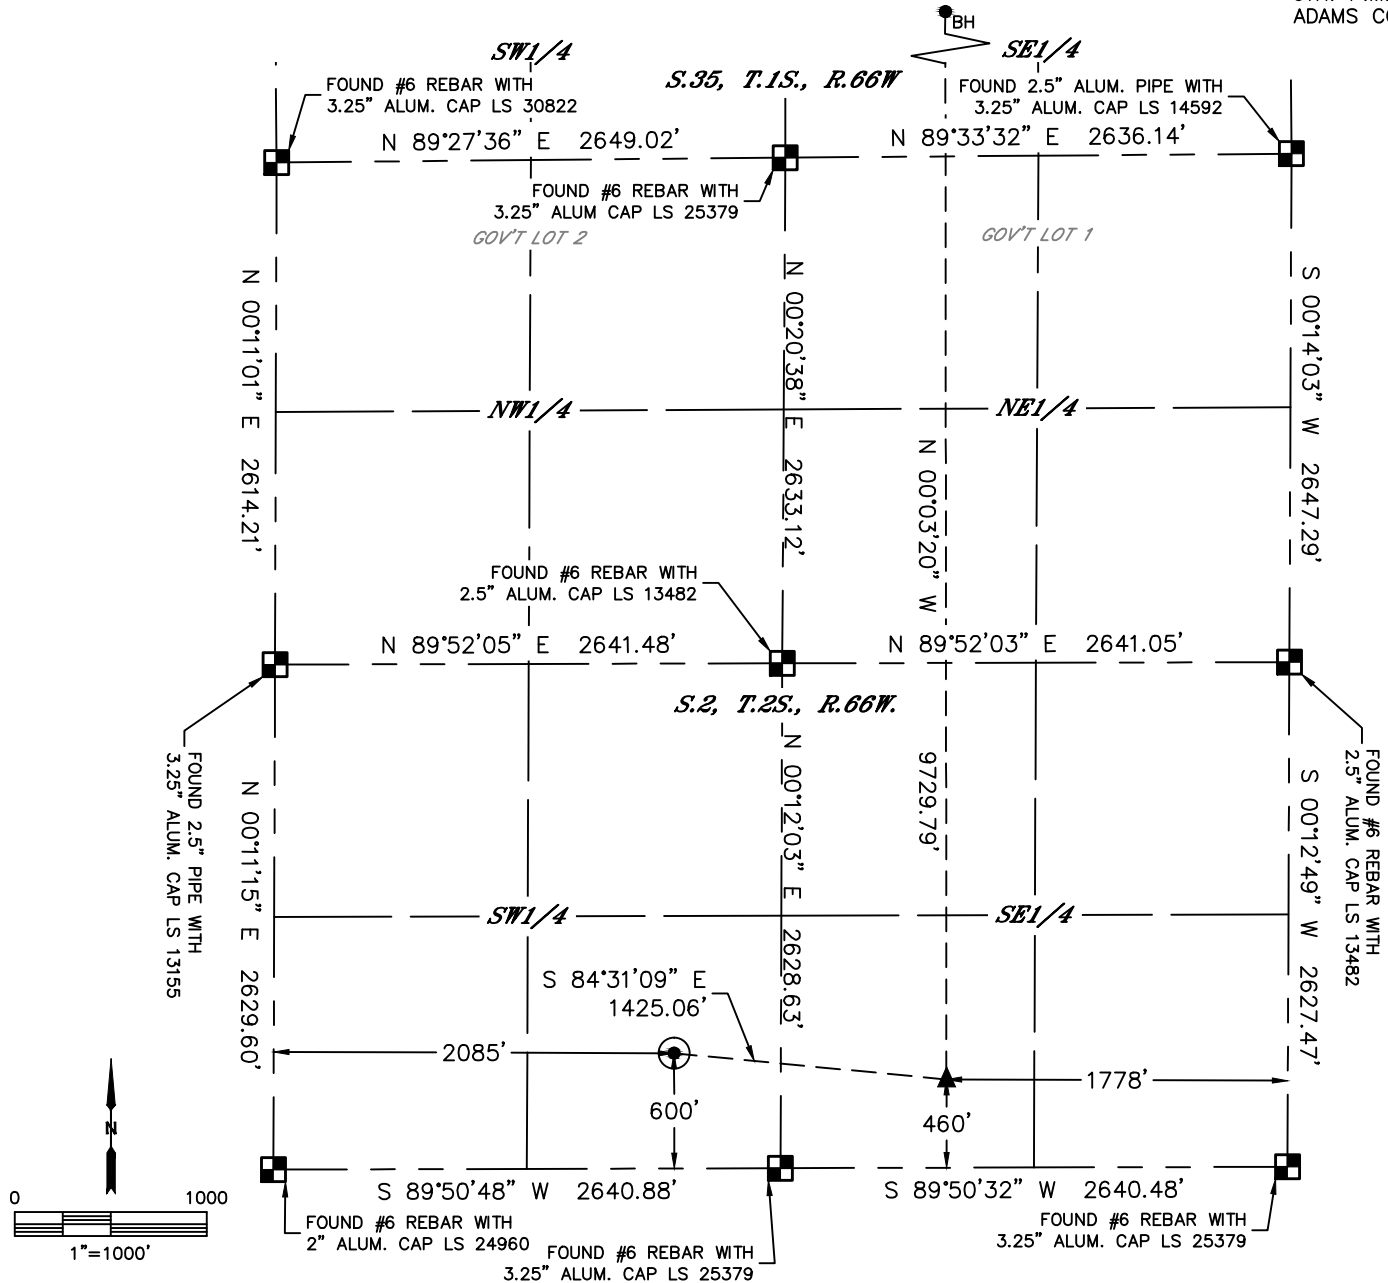 ADAMS CO
BH
SW1/4
SE1/4
S.35, T.1S., R.66W
FOUND #6 REBAR WITH
3.25" ALUM. CAP LS 30822
FOUND 2.5" ALUM. PIPE WITH
3.25" ALUM. CAP LS 14592
N 89°27'36" E 2649.02'
N 89°33'32" E 2636.14'
FOUND #6 REBAR WITH
3.25" ALUM CAP LS 25379
GOV'T LOT 2
GOV'T LOT 1
N 00°11'01" E 2614.21'
N 00°20'38" E 2633.12'
N 00°03'20" W
9729.79'
S 00°14'03" W 2647.29'
NW1/4
NE1/4
FOUND #6 REBAR WITH
2.5" ALUM. CAP LS 13482
N 89°52'05" E 2641.48'
N 89°52'03" E 2641.05'
S.2, T.2S., R.66W.
FOUND 2.5" PIPE WITH
3.25" ALUM. CAP LS 13155
N 00°11'15" E 2629.60'
N 00°12'03" E 2628.63'
S 00°12'49" W 2627.47'
FOUND #6 REBAR WITH
2.5" ALUM. CAP LS 13482
SW1/4
SE1/4
S 84°31'09" E
1425.06'
2085'
1778'
600'
460'
N
S 89°50'48" W 2640.88'
S 89°50'32" W 2640.48'
0 1000
1"=1000'
FOUND #6 REBAR WITH
2" ALUM. CAP LS 24960
FOUND #6 REBAR WITH
3.25" ALUM. CAP LS 25379
FOUND #6 REBAR WITH
3.25" ALUM. CAP LS 25379